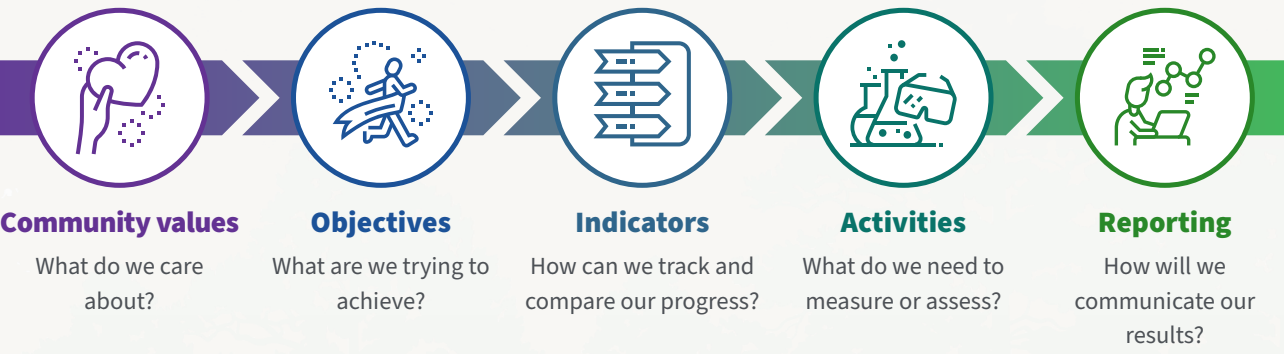 Community values
What do we care
about?
Objectives
What are we trying to
achieve?
Indicators
How can we track and
compare our progress?
Activities
What do we need to
measure or assess?
Reporting
How will we
communicate our
results?